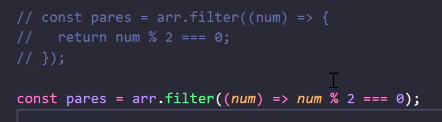 // const pares = arr.filter((num) => {
//   return num % 2 === 0;
// });
const pares = arr.filter((num) => num % 2 === 0);